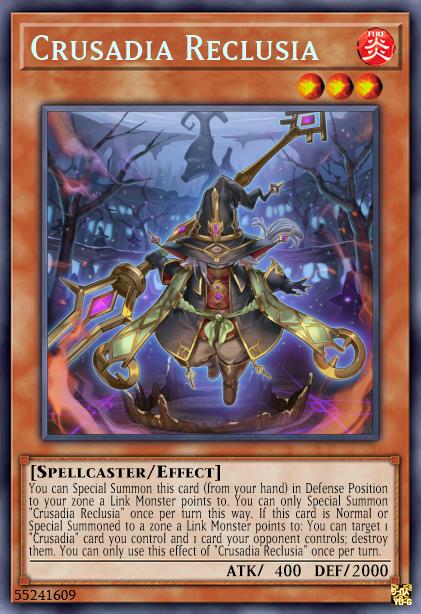 Crusadia Reclusia
FIRE
炎
[Spellcaster/Effect]
You can Special Summon this card (from your hand) in Defense Position
to your zone a Link Monster points to. You can only Special Summon
"Crusadia Reclusia" once per turn this way. If this card is Normal or
Special Summoned to a zone a Link Monster points to: You can target 1
"Crusadia" card you control and 1 card your opponent controls; destroy
them. You can only use this effect of "Crusadia Reclusia" once per turn.
ATK/ 400 DEF/2000
55241609